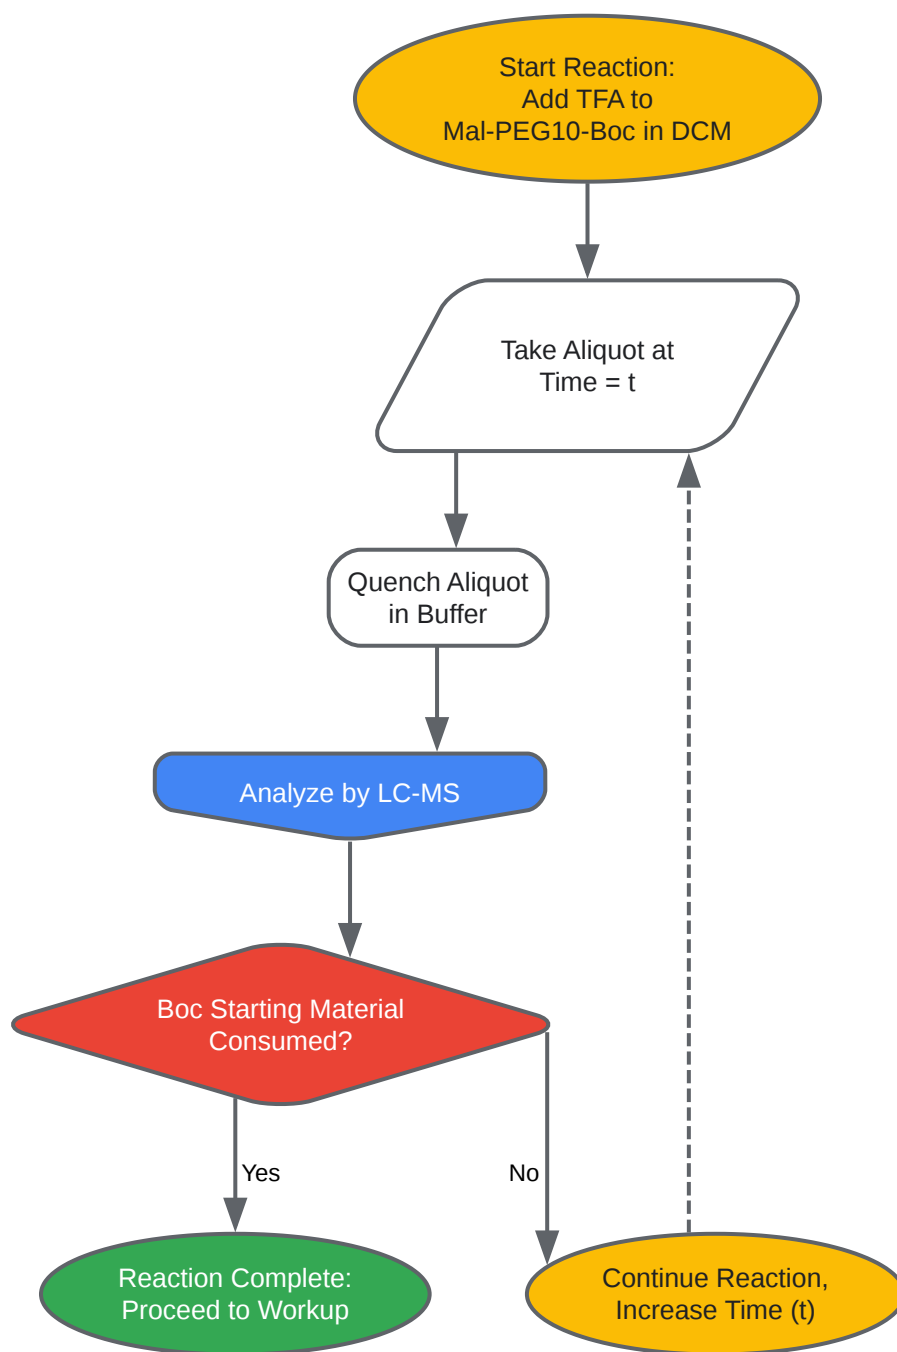 Start Reaction:
Add TFA to
Mal-PEG10-Boc in DCM
Take Aliquot at
Time = t
Quench Aliquot
in Buffer
Analyze by LC-MS
Boc Starting Material
Consumed?
Yes
No
Reaction Complete:
Proceed to Workup
Continue Reaction,
Increase Time (t)